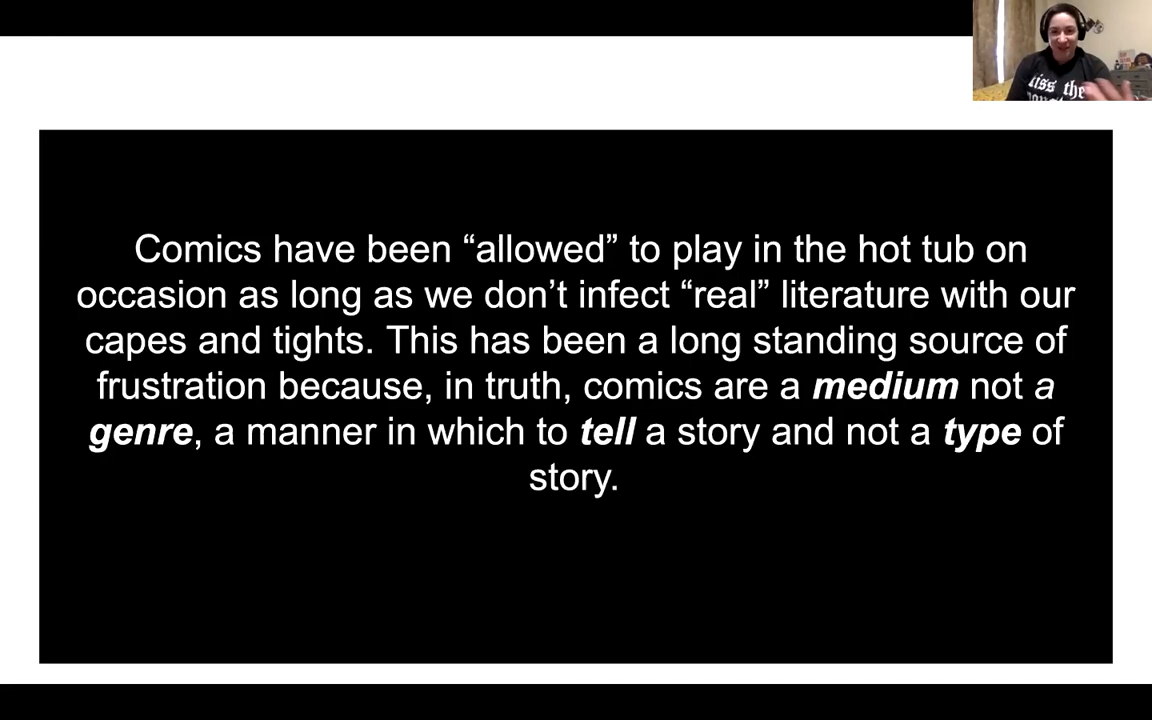 kiss the
Comics have been “allowed” to play in the hot tub on
occasion as long as we don’t infect “real” literature with our
capes and tights. This has been a long standing source of
frustration because, in truth, comics are a medium not a
genre, a manner in which to tell a story and not a type of
story.